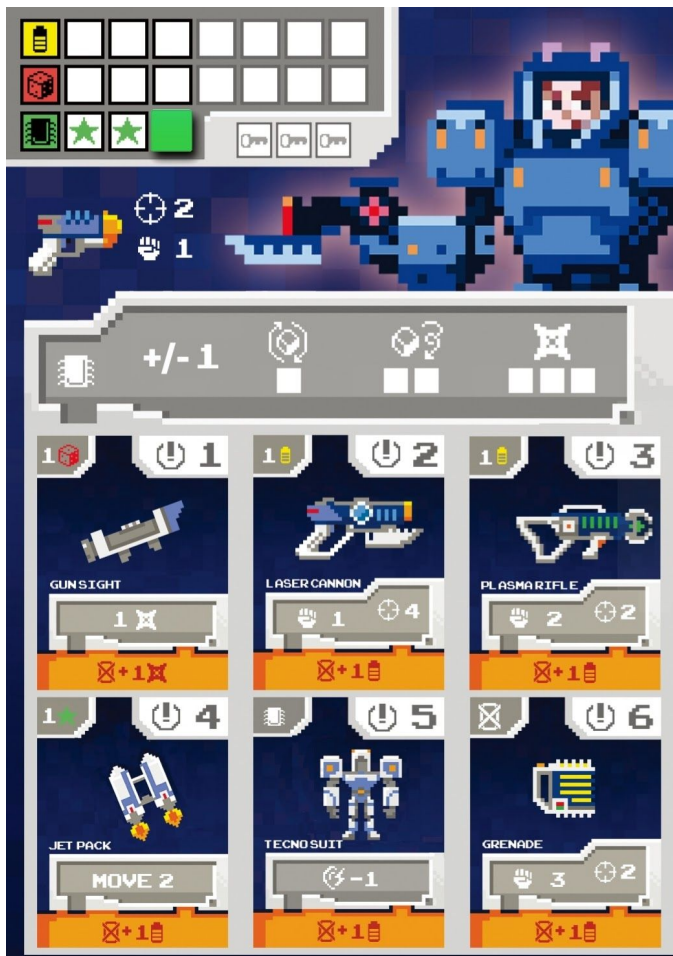 2
1
+/- 1
1 1
1 2
1 3
GUNSIGHT
LASER CANNON
PLASMA RIFLE
1
1 4
2 2
+1
+1
+1
1 4
5
6
JET PACK
TECNO SUIT
GRENADE
MOVE 2
-1
3 2
+1
+1
+1